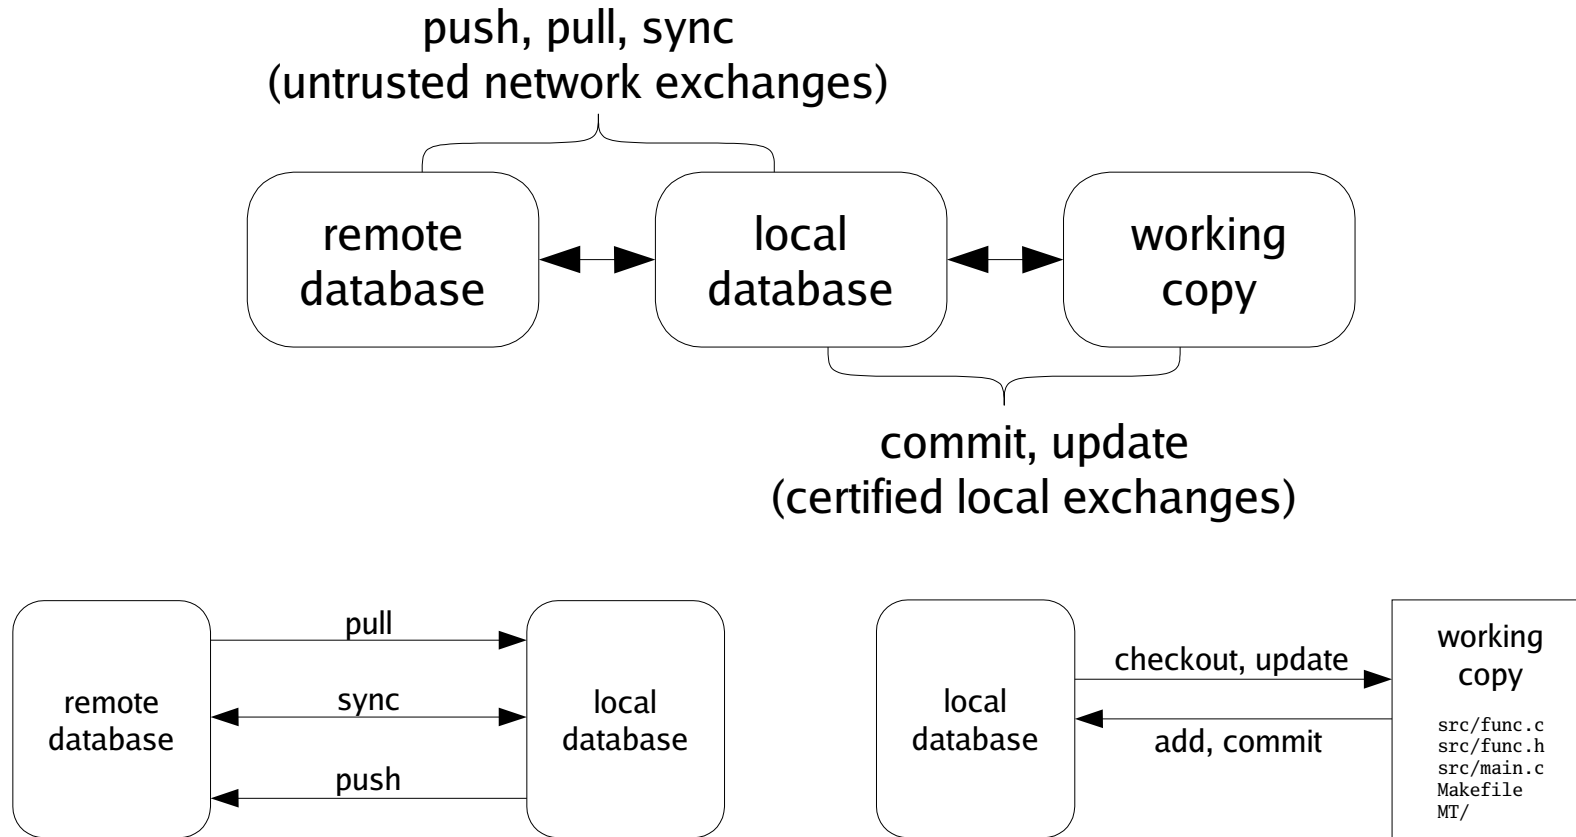 push, pull, sync
(untrusted network exchanges)
remote
database
local
database
working
copy
commit, update
(certified local exchanges)
remote
database
pull
sync
push
local
database
local
database
checkout, update
add, commit
working
copy
src/func.c
src/func.h
src/main.c
Makefile
MT/